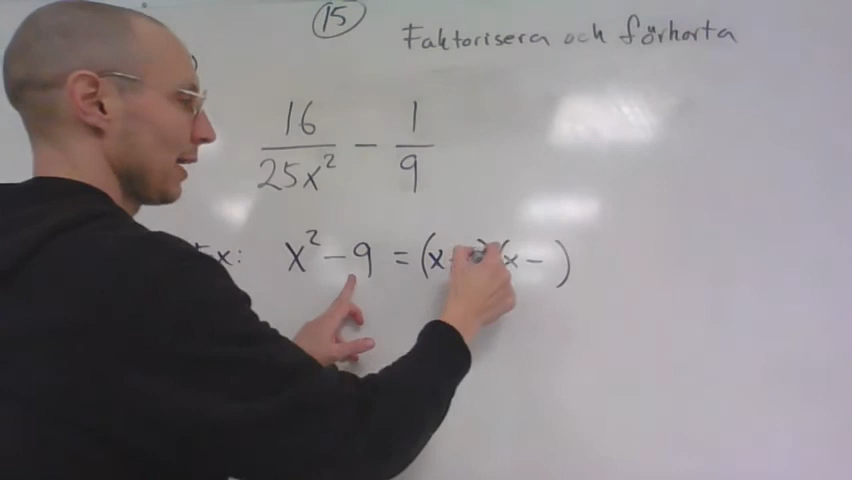 15
Faktorisera och förkorta
16/25x² - 1/9
x: x² - 9 = (x )(x - )